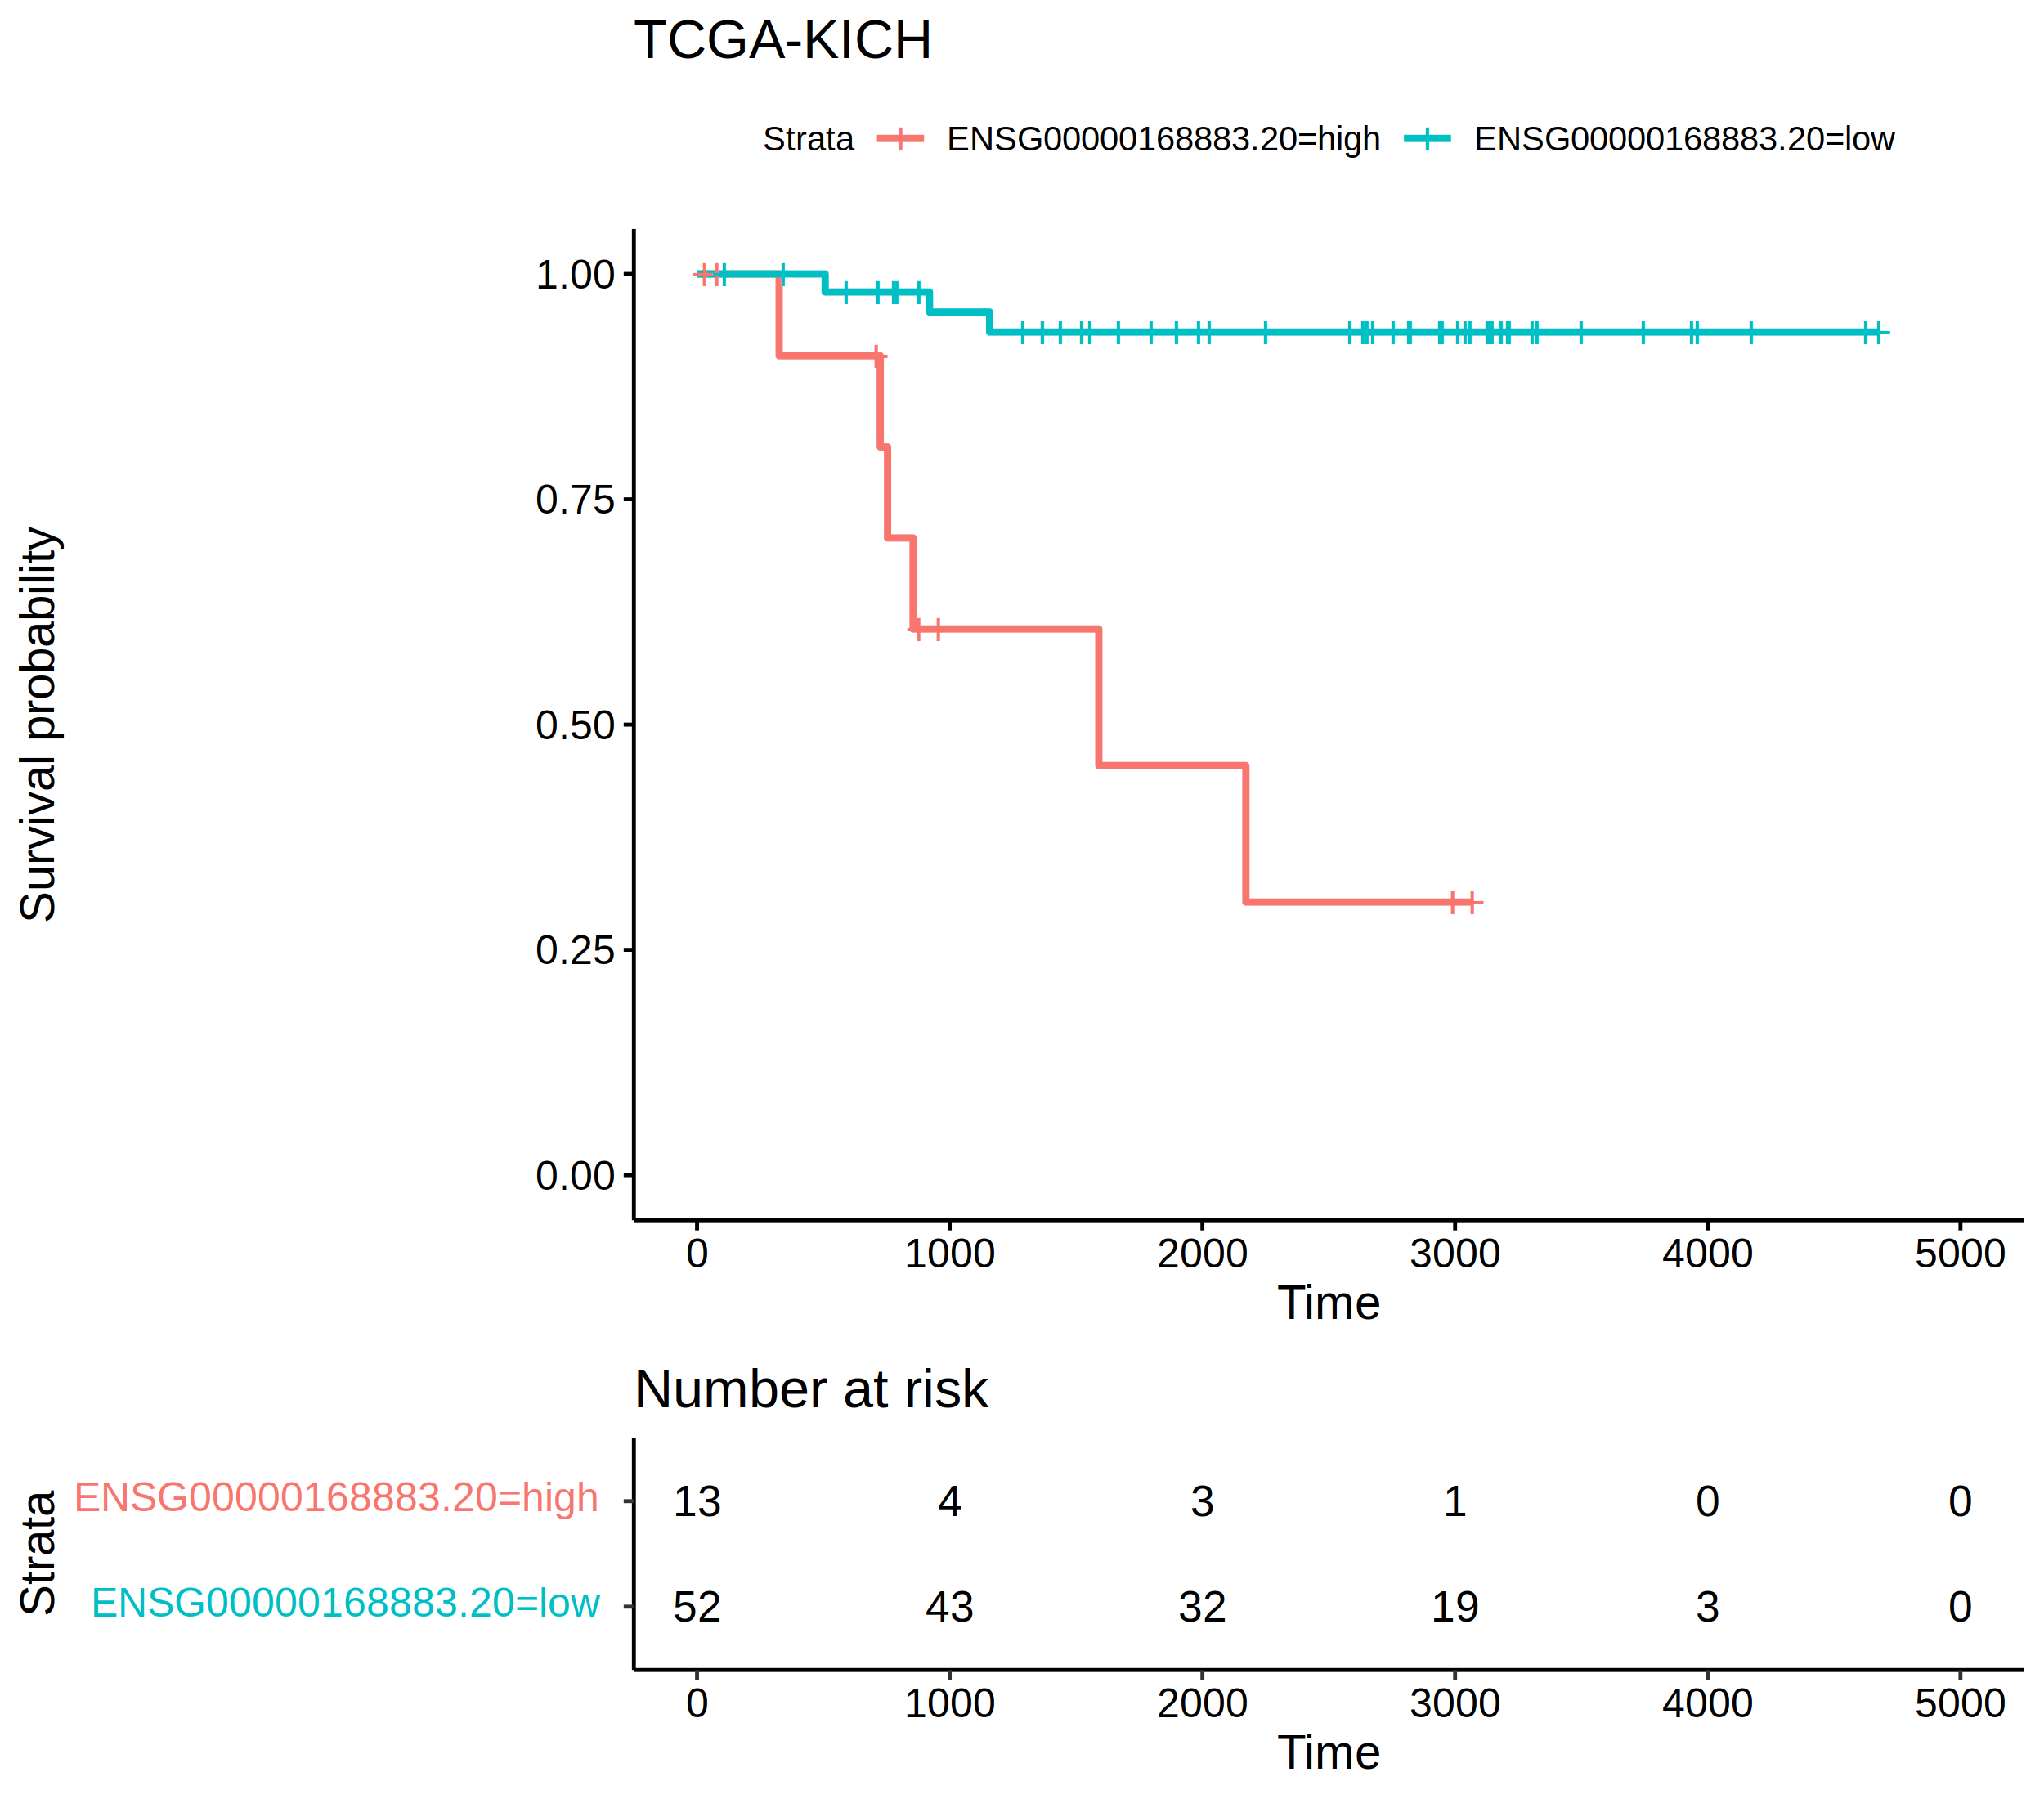 TCGA-KICH
Strata ENSG00000168883.20=high ENSG00000168883.20=low
Survival probability
1.00
0.75
0.50
0.25
0.00
0 1000 2000 3000 4000 5000
Time
Number at risk
Strata
ENSG00000168883.20=high 13 4 3 1 0 0
ENSG00000168883.20=low 52 43 32 19 3 0
0 1000 2000 3000 4000 5000
Time